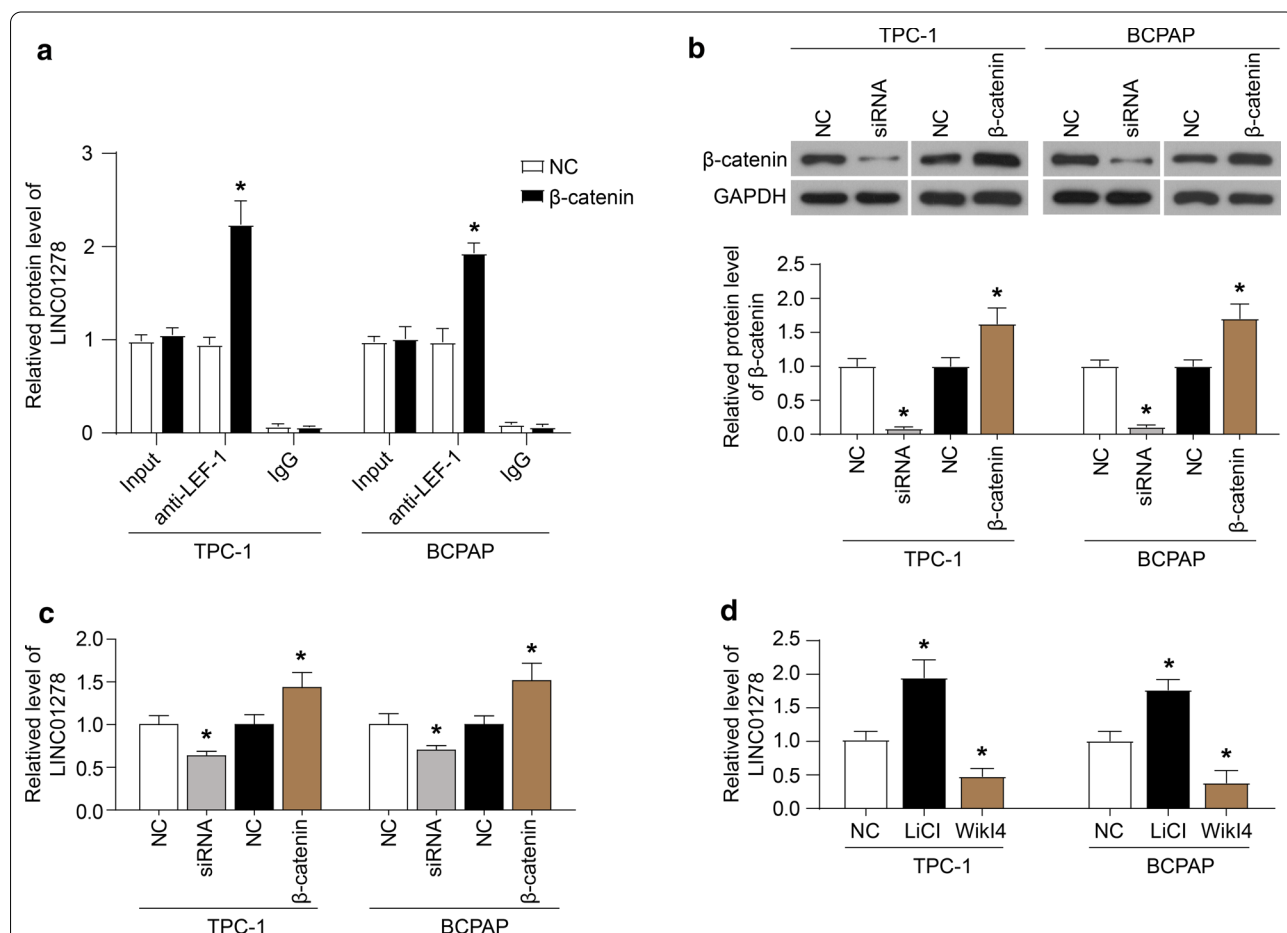 a
Relatived protein level of
LINC01278
3
2
1
0
NC
β-catenin
*
*
Input
anti-LEF-1
IgG
Input
anti-LEF-1
IgG
TPC-1
BCPAP
b
TPC-1
BCPAP
NC
siRNA
NC
β-catenin
NC
siRNA
NC
β-catenin
β-catenin
GAPDH
Relatived protein level
of β-catenin
2.5
2.0
1.5
1.0
0.5
0.0
*
*
*
*
NC
siRNA
NC
β-catenin
NC
siRNA
NC
β-catenin
TPC-1
BCPAP
c
Relatived level of
LINC01278
2.0
1.5
1.0
0.5
0.0
*
*
*
*
NC
siRNA
NC
β-catenin
NC
siRNA
NC
β-catenin
TPC-1
BCPAP
d
Relatived level of
LINC01278
2.5
2.0
1.5
1.0
0.5
0.0
*
*
*
*
NC LiCl Wikl4
NC LiCl Wikl4
TPC-1
BCPAP